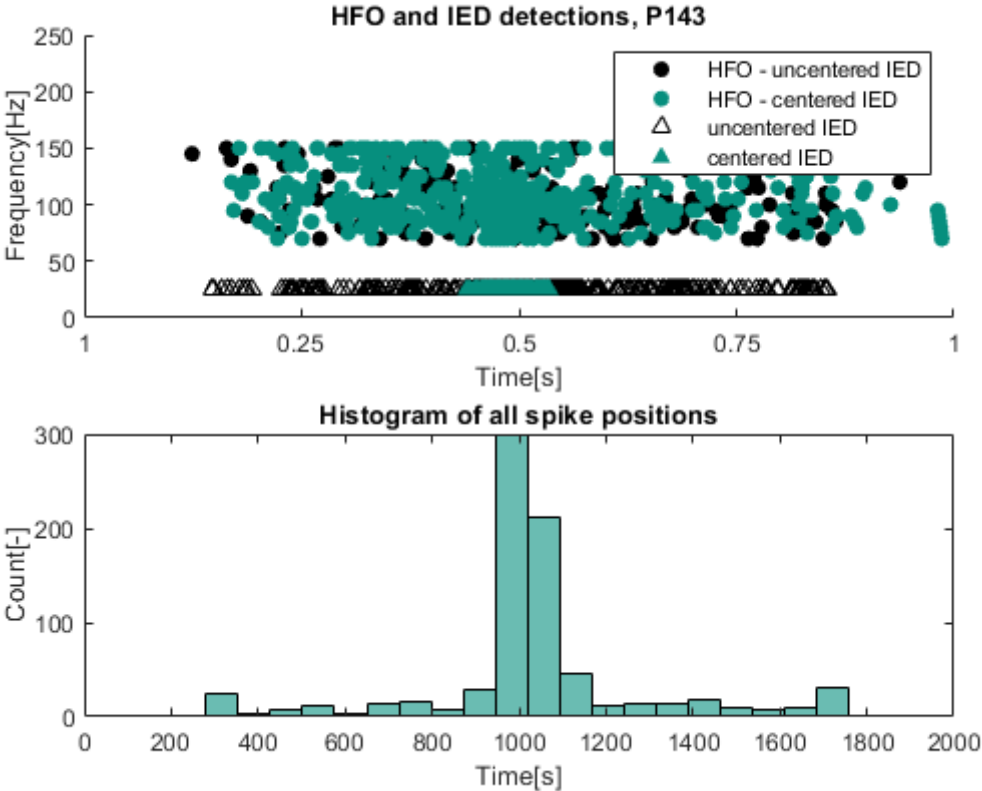 HFO and IED detections, P143
250
200
150
100
50
0
Frequency[Hz]
HFO - uncentered IED
HFO - centered IED
uncentered IED
centered IED
1 0.25 0.5 0.75 1
Time[s]
Histogram of all spike positions
300
200
100
0
Count[-]
0 200 400 600 800 1000 1200 1400 1600 1800 2000
Time[s]